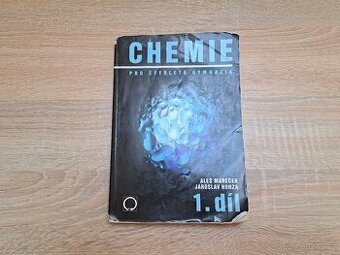 CHEMIE
PRO ČTYŘLETÁ GYMNÁZIA
ALEŠ MAREČEK
JAROSLAV HONZA
1. díl